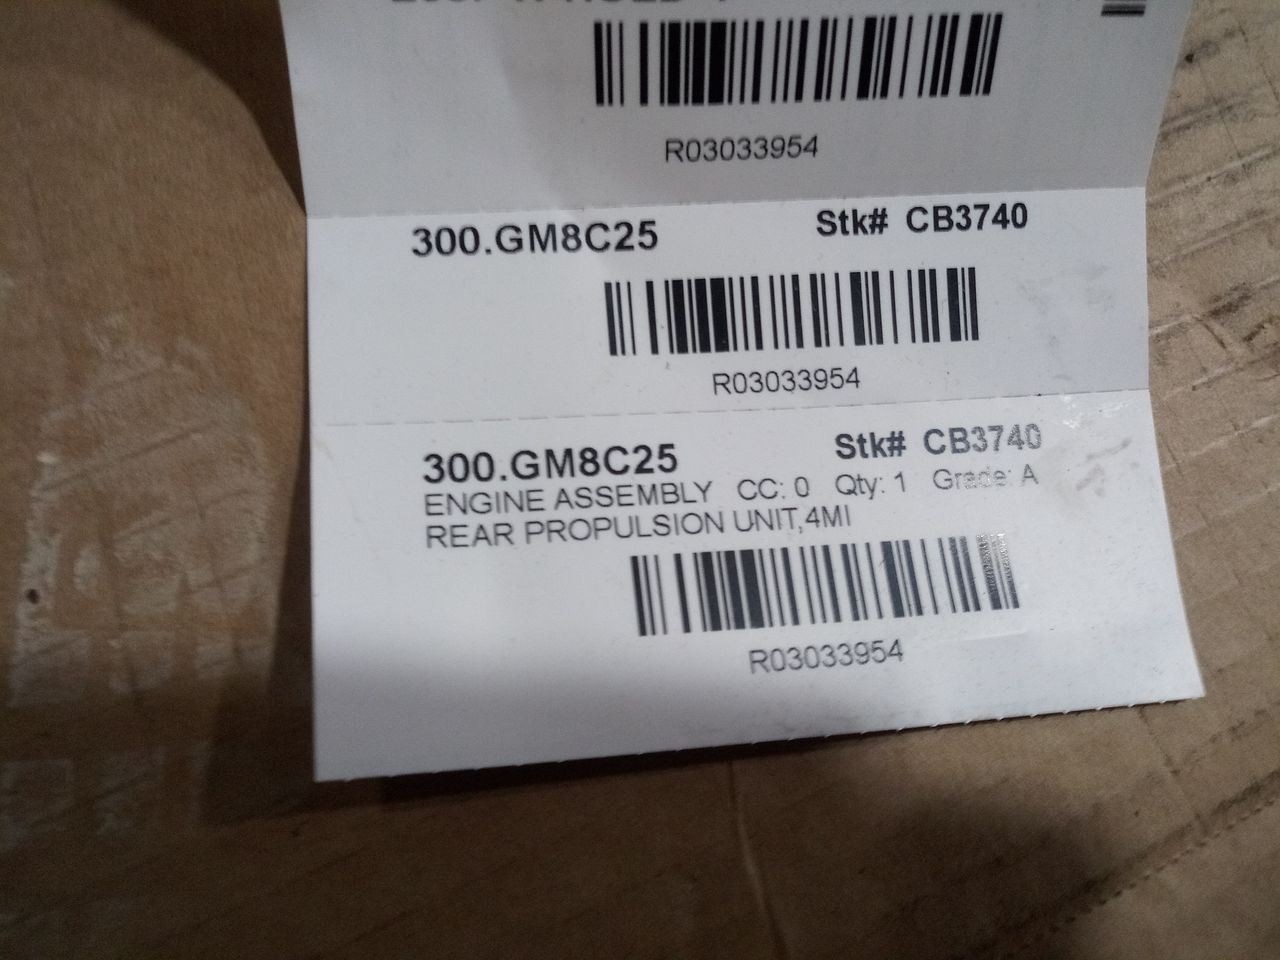 R03033954
300.GM8C25 Stk# CB3740
R03033954
300.GM8C25 Stk# CB3740
ENGINE ASSEMBLY CC: 0 Qty: 1 Grade: A
REAR PROPULSION UNIT,4MI
R03033954